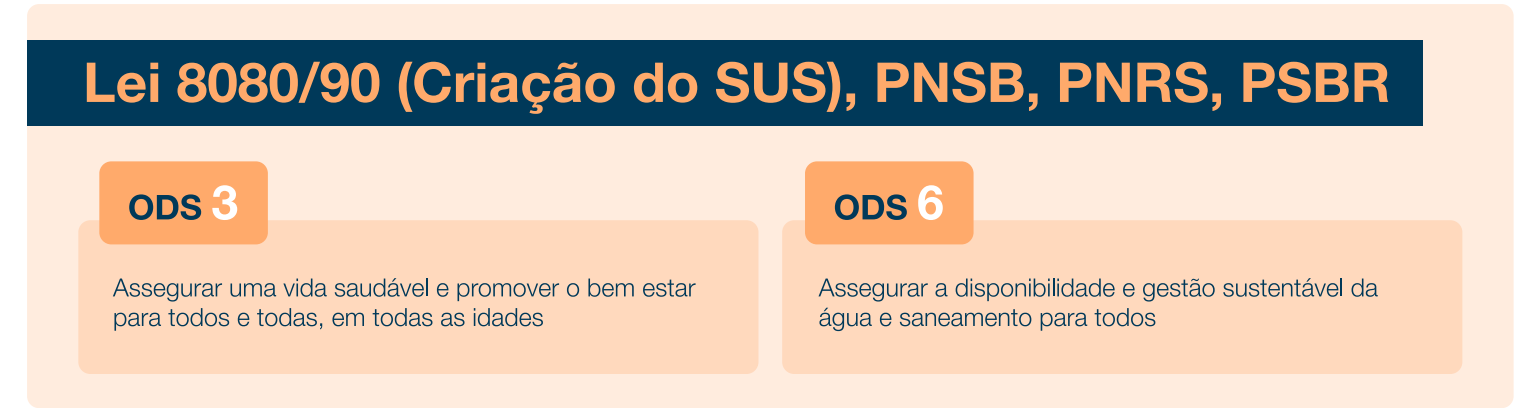 Lei 8080/90 (Criação do SUS), PNSB, PNRS, PSBR
ODS 3
Assegurar uma vida saudável e promover o bem estar
para todos e todas, em todas as idades
ODS 6
Assegurar a disponibilidade e gestão sustentável da
água e saneamento para todos